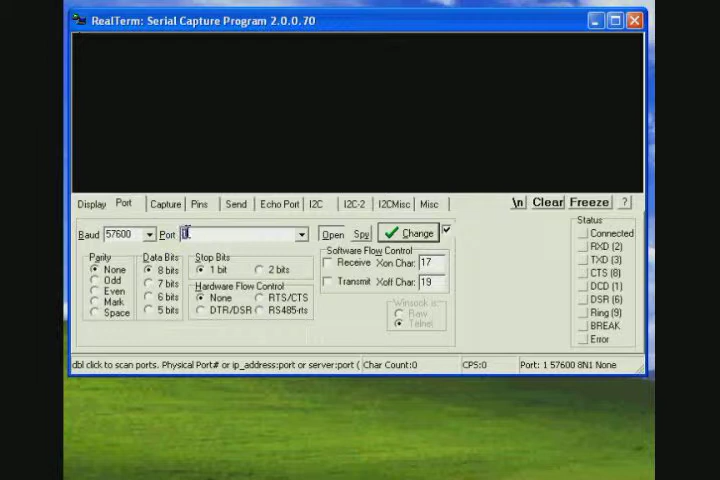 RealTerm: Serial Capture Program 2.0.0.70
Display Port Capture Pins Send Echo Port I2C I2C-2 I2CMisc Misc \n Clear Freeze ?
Baud 57600 Port Open Spy Change
Parity
None
Odd
Even
Mark
Space
Data Bits
8 bits
7 bits
6 bits
5 bits
Stop Bits
1 bit 2 bits
Hardware Flow Control
None RTS/CTS
DTR/DSR RS485-rts
Software Flow Control
Receive Xon Char: 17
Transmit Xoff Char: 19
Winsock is:
Raw
Telnet
Status
Connected
RXD (2)
TXD (3)
CTS (8)
DCD (1)
DSR (6)
Ring (9)
BREAK
Error
dbl click to scan ports. Physical Port# or ip_address:port or server:port ( Char Count:0 CPS:0 Port: 1 57600 8N1 None